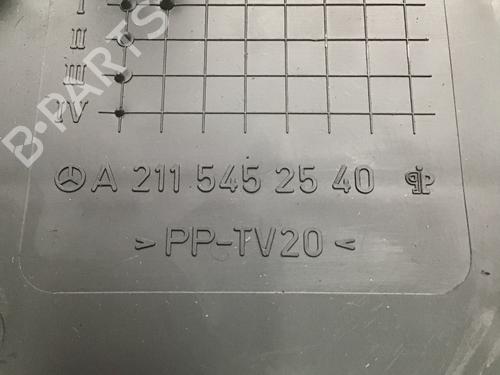 I
II
III
IV
A 211 545 25 40
> PP-TV20 <
B-PARTS